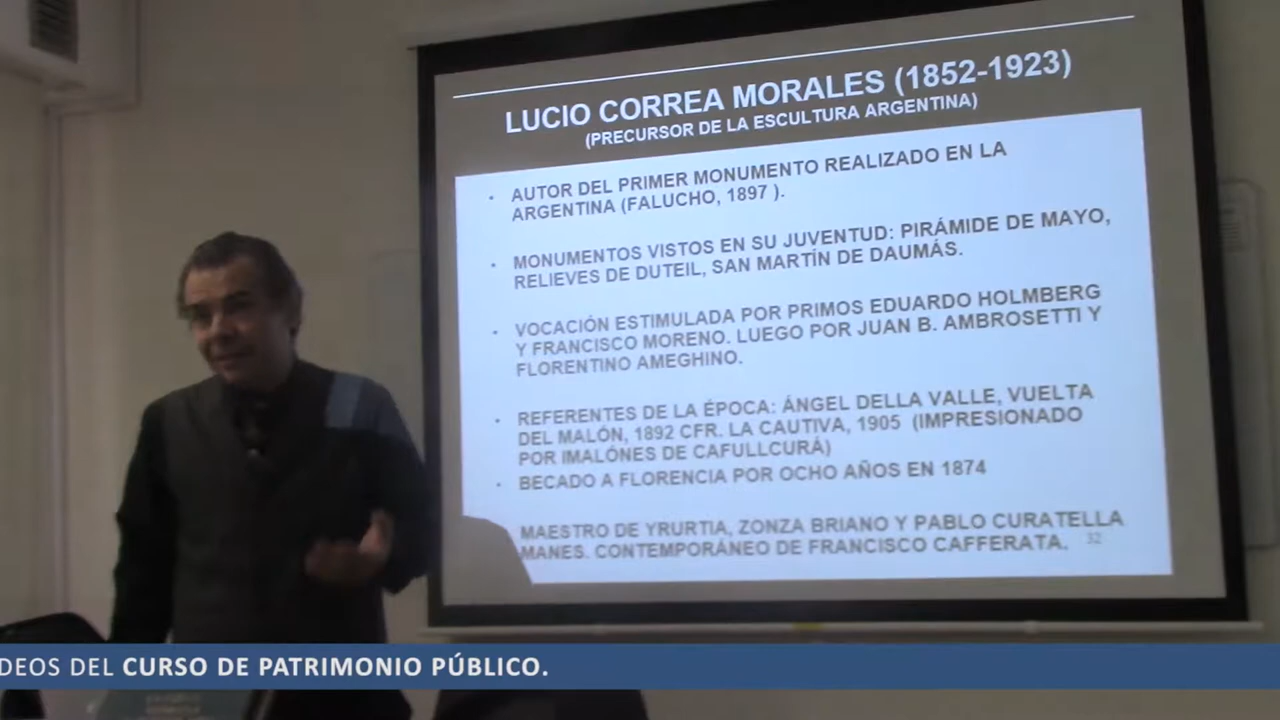 LUCIO CORREA MORALES (1852-1923)
(PRECURSOR DE LA ESCULTURA ARGENTINA)
• AUTOR DEL PRIMER MONUMENTO REALIZADO EN LA
ARGENTINA (FALUCHO, 1897 ).
• MONUMENTOS VISTOS EN SU JUVENTUD: PIRÁMIDE DE MAYO,
RELIEVES DE DUTEIL, SAN MARTÍN DE DAUMÁS.
• VOCACIÓN ESTIMULADA POR PRIMOS EDUARDO HOLMBERG
Y FRANCISCO MORENO. LUEGO POR JUAN B. AMBROSETTI Y
FLORENTINO AMEGHINO.
• REFERENTES DE LA ÉPOCA: ÁNGEL DELLA VALLE, VUELTA
DEL MALÓN, 1892 CFR. LA CAUTIVA, 1905 (IMPRESIONADO
POR IMALÓNES DE CAFULLCURÁ)
• BECADO A FLORENCIA POR OCHO AÑOS EN 1874
MAESTRO DE YRURTIA, ZONZA BRIANO Y PABLO CURATELLA
MANES. CONTEMPORÁNEO DE FRANCISCO CAFFERATA.
32
DEOS DEL CURSO DE PATRIMONIO PÚBLICO.